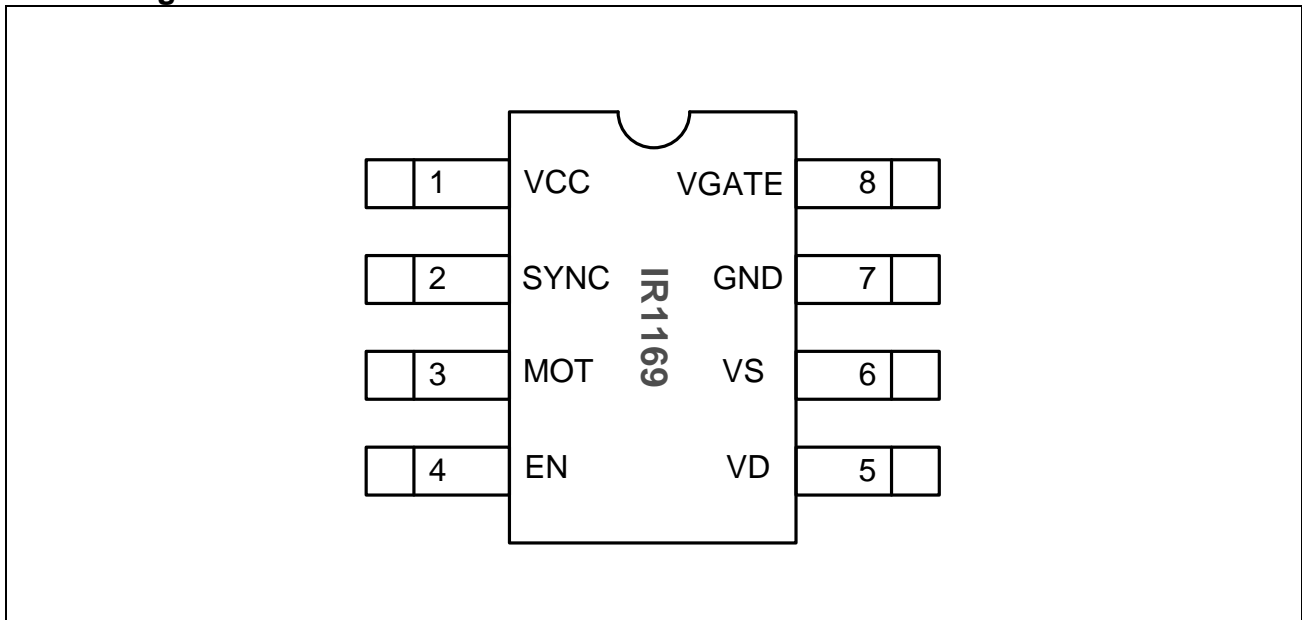 1 VCC VGATE 8
2 SYNC GND 7
3 MOT VS 6
4 EN VD 5
IR1169